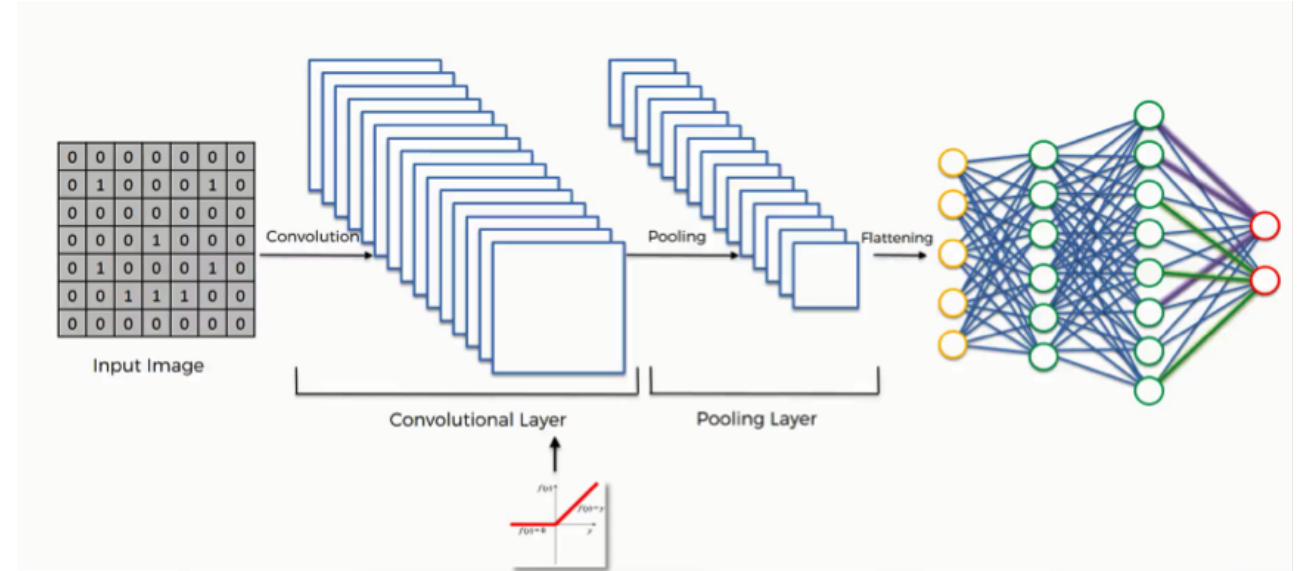 0 0 0 0 0 0 0
0 1 0 0 0 1 0
0 0 0 0 0 0 0
0 0 0 1 0 0 0
0 1 0 0 0 1 0
0 0 1 1 1 0 0
0 0 0 0 0 0 0
Input Image
Convolution
Pooling
Flattening
Convolutional Layer
Pooling Layer
f(y)
f(y)=y
f(y)=0
y